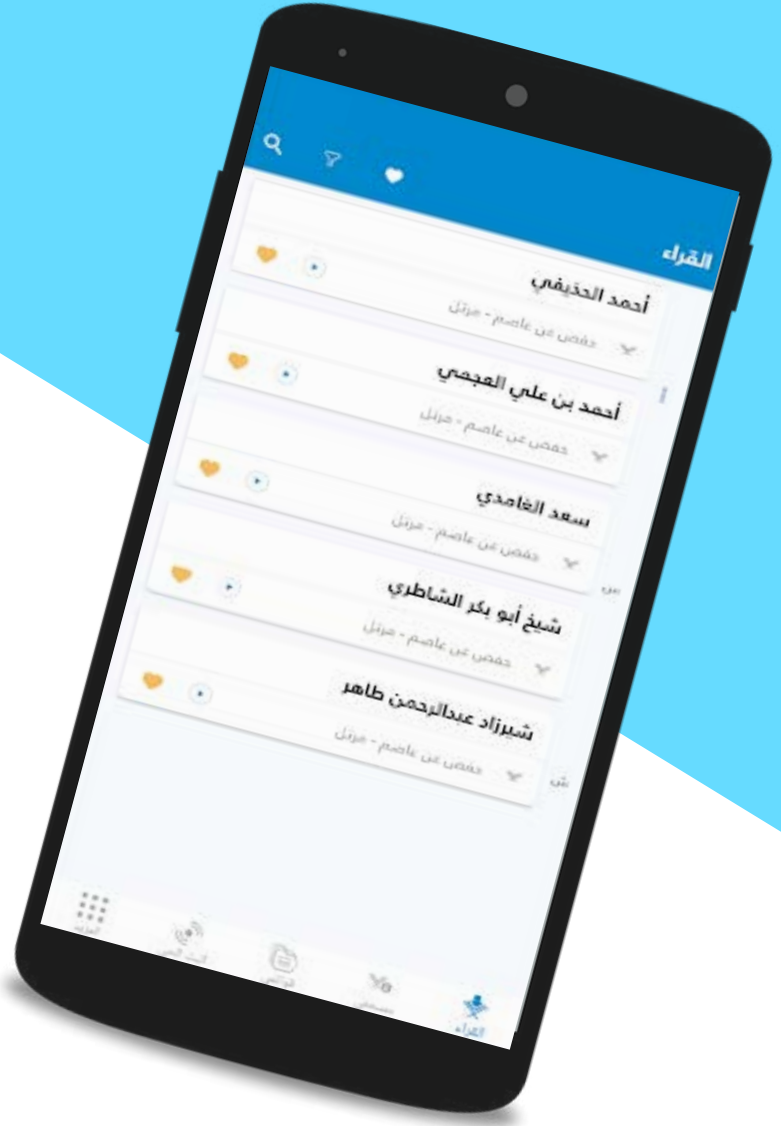 القراء
أحمد الحذيفي
حفص عن عاصم - مرتل
أحمد بن علي العجمي
حفص عن عاصم - مرتل
سعد الغامدي
حفص عن عاصم - مرتل
س
شيخ أبو بكر الشاطري
حفص عن عاصم - مرتل
شيرزاد عبدالرحمن طاهر
حفص عن عاصم - مرتل
ش
القراء
المزيد